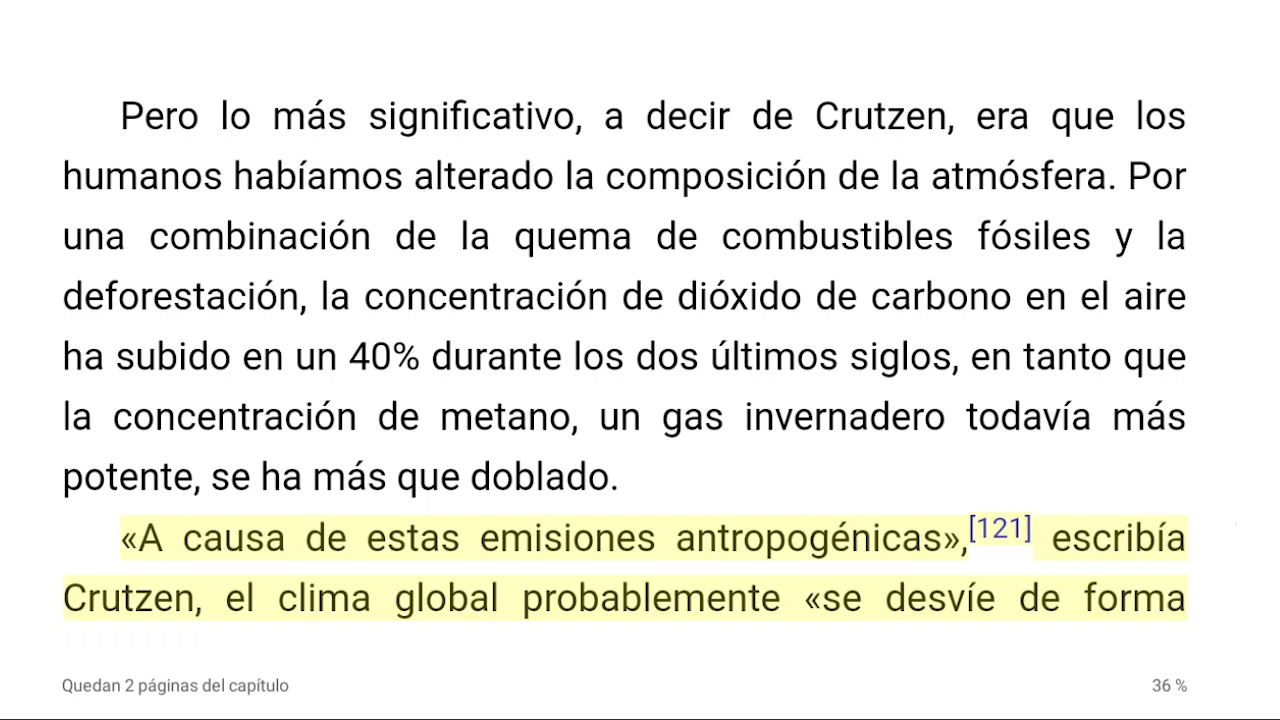 Pero lo más significativo, a decir de Crutzen, era que los
humanos habíamos alterado la composición de la atmósfera. Por
una combinación de la quema de combustibles fósiles y la
deforestación, la concentración de dióxido de carbono en el aire
ha subido en un 40% durante los dos últimos siglos, en tanto que
la concentración de metano, un gas invernadero todavía más
potente, se ha más que doblado.
«A causa de estas emisiones antropogénicas»,[121] escribía
Crutzen, el clima global probablemente «se desvíe de forma
Quedan 2 páginas del capítulo
36 %